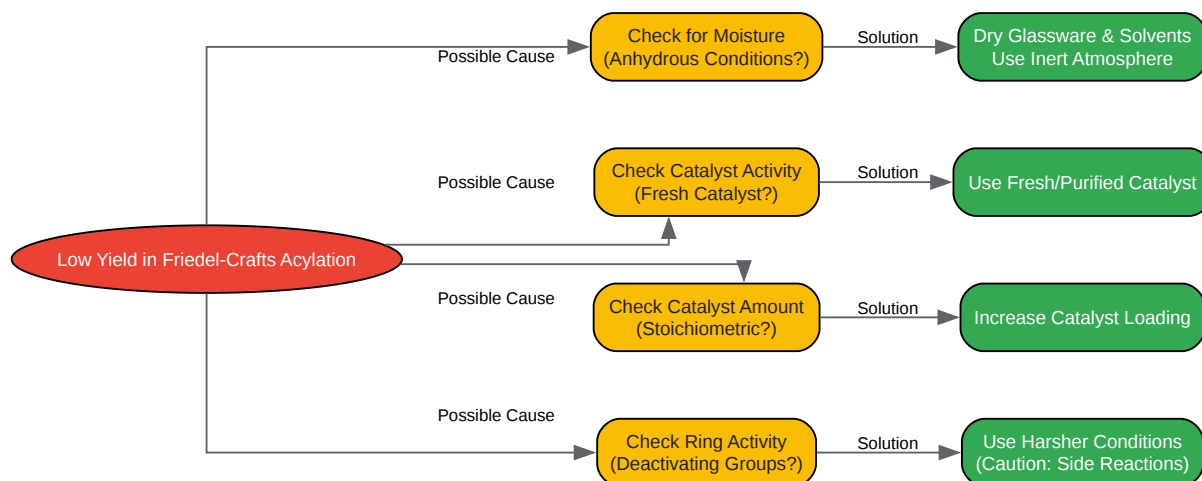 Check for Moisture
(Anhydrous Conditions?)
Possible Cause
Solution
Dry Glassware & Solvents
Use Inert Atmosphere
Possible Cause
Check Catalyst Activity
(Fresh Catalyst?)
Solution
Use Fresh/Purified Catalyst
Low Yield in Friedel-Crafts Acylation
Possible Cause
Check Catalyst Amount
(Stoichiometric?)
Solution
Increase Catalyst Loading
Possible Cause
Check Ring Activity
(Deactivating Groups?)
Solution
Use Harsher Conditions
(Caution: Side Reactions)